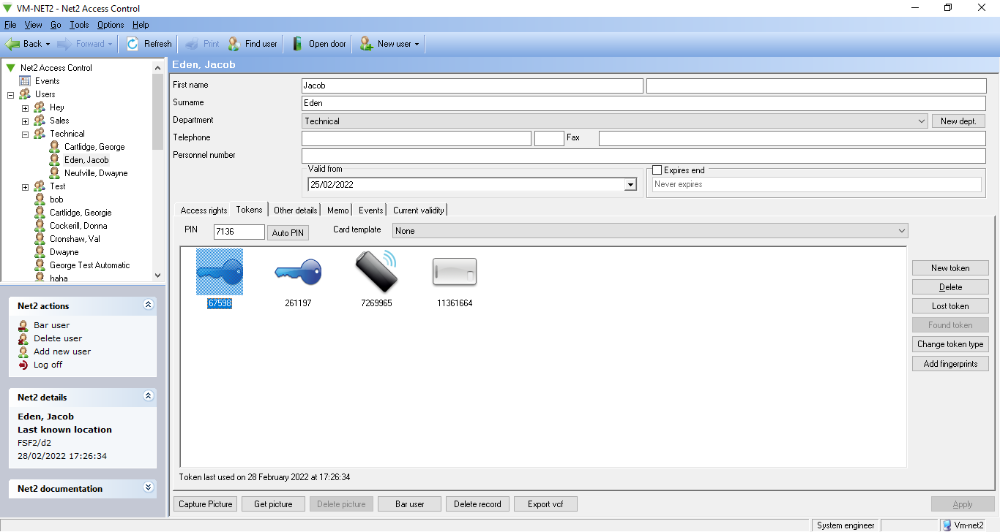 VM-NET2 - Net2 Access Control
File View Go Tools Options Help
Back Forward Refresh Print Find user Open door New user
Net2 Access Control
Events
Users
Hey
Sales
Technical
Cartlidge, George
Eden, Jacob
Neufville, Dwayne
Test
bob
Cartlidge, Georgie
Cockerill, Donna
Cronshaw, Val
Dwayne
George Test Automatic
haha
Net2 actions
Bar user
Delete user
Add new user
Log off
Net2 details
Eden, Jacob
Last known location
FSF2/d2
28/02/2022 17:26:34
Net2 documentation
Eden, Jacob
First name Jacob
Surname Eden
Department Technical New dept.
Telephone Fax
Personnel number
Valid from Expires end
25/02/2022 Never expires
Access rights Tokens Other details Memo Events Current validity
PIN 7136 Auto PIN Card template None
67598 261197 7269965 11361664
New token
Delete
Lost token
Found token
Change token type
Add fingerprints
Token last used on 28 February 2022 at 17:26:34
Capture Picture Get picture Delete picture Bar user Delete record Export vcf Apply
System engineer Vm-net2